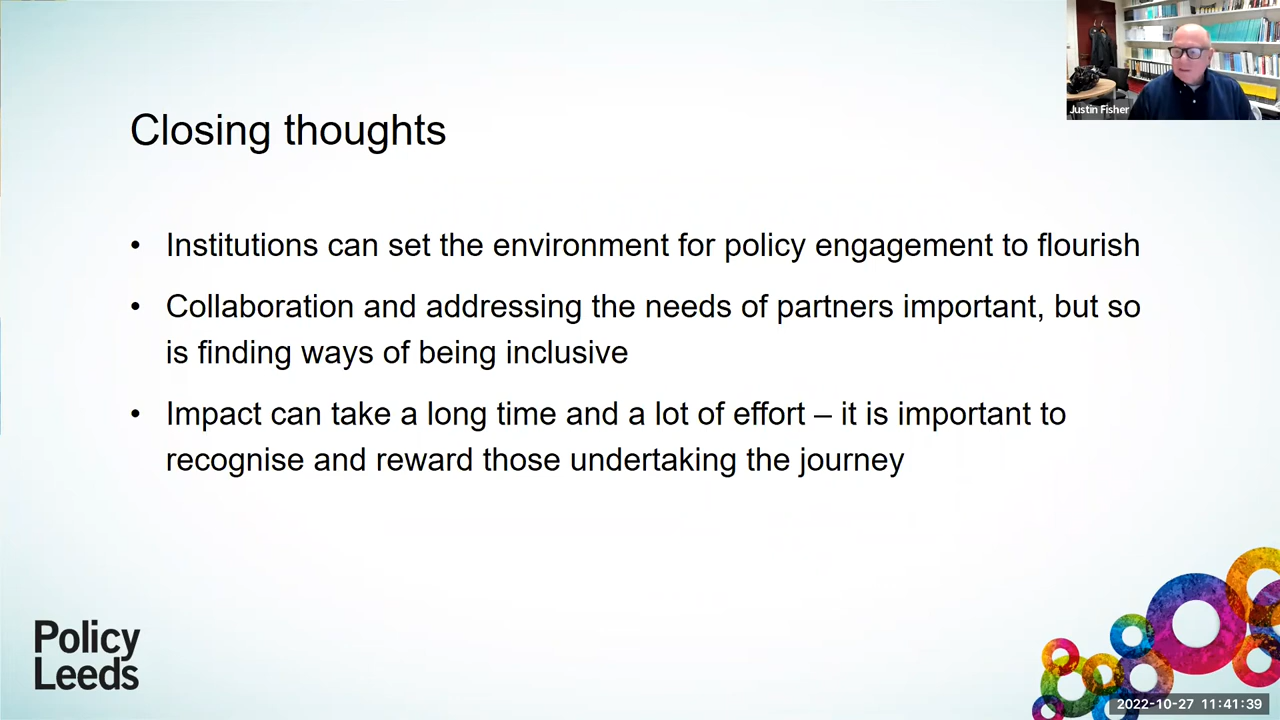 Justin Fisher
Closing thoughts
• Institutions can set the environment for policy engagement to flourish
• Collaboration and addressing the needs of partners important, but so
is finding ways of being inclusive
• Impact can take a long time and a lot of effort – it is important to
recognise and reward those undertaking the journey
Policy
Leeds
2022-10-27 11:41:39